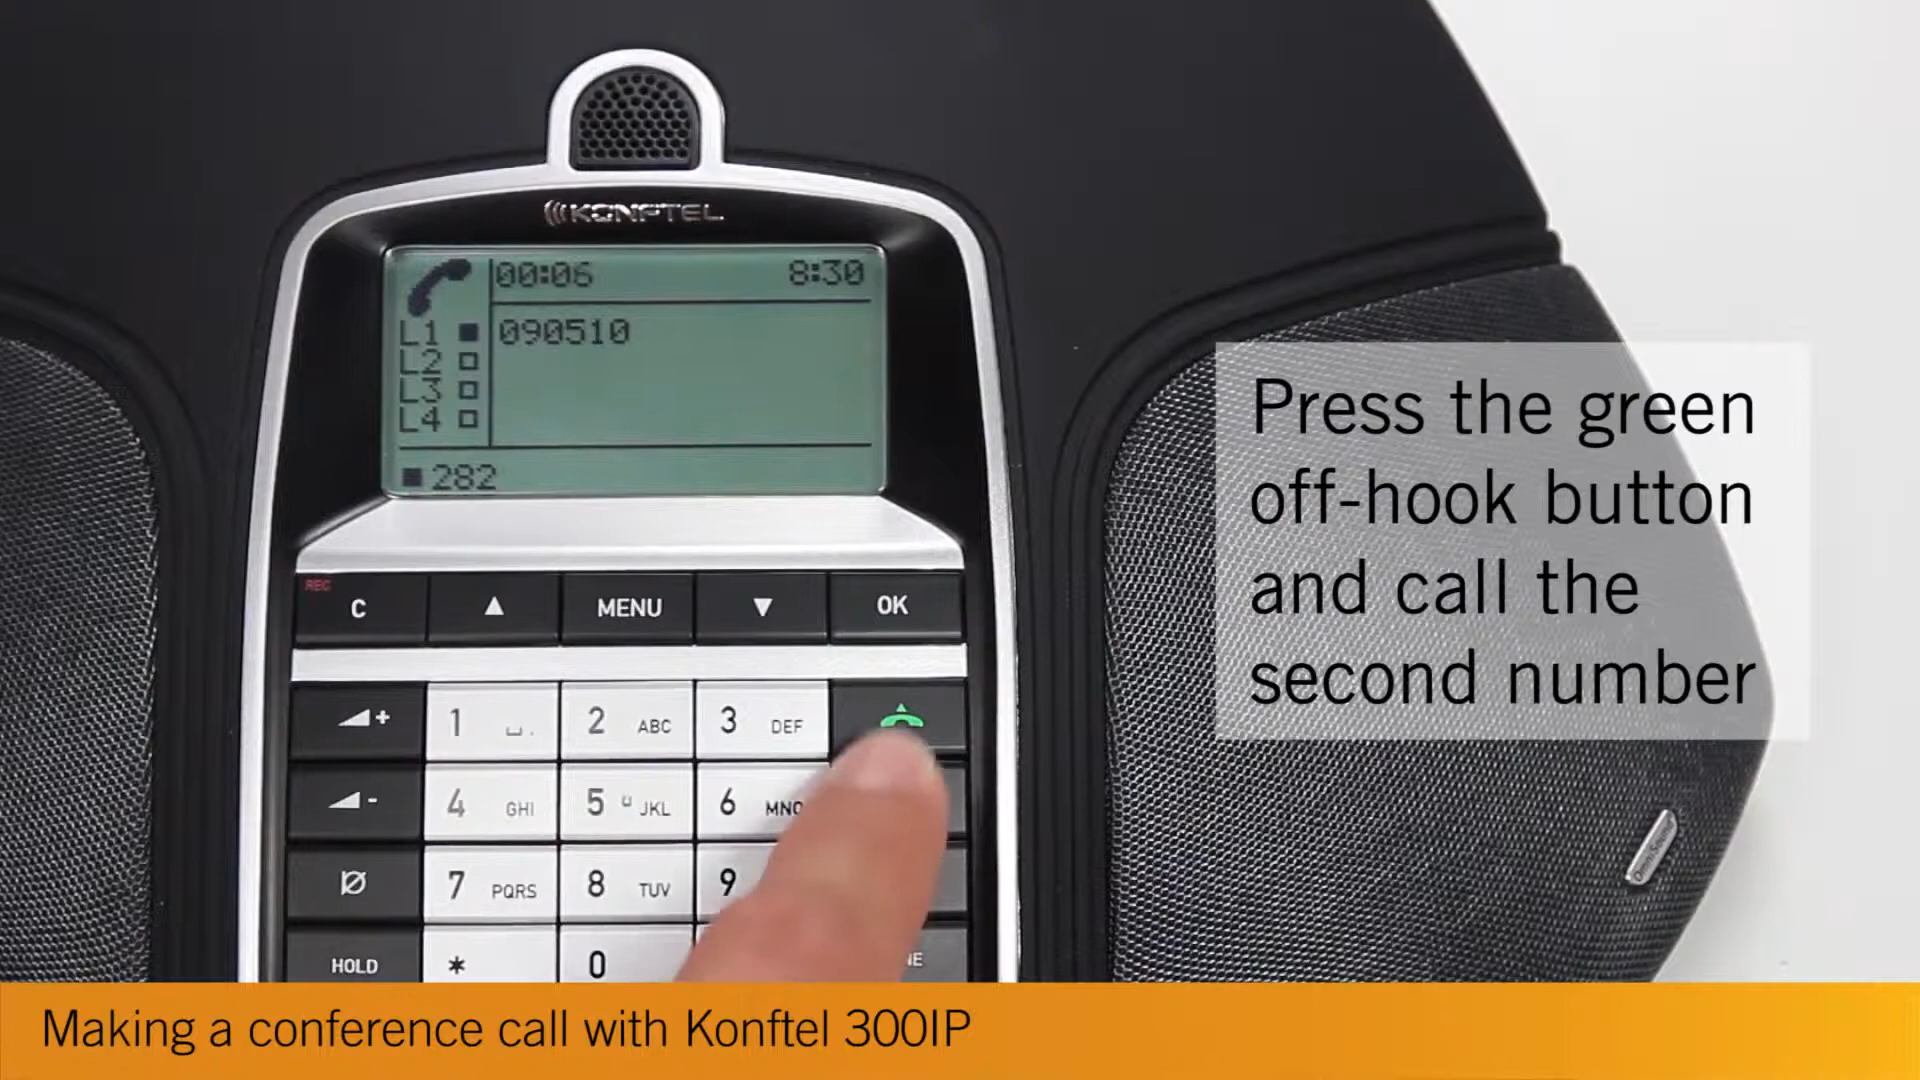 KONFTEL
00:06 8:30
L1 ■ 090510
L2 □
L3 □
L4 □
■ 282
REC
C ▲ MENU ▼ OK
+ 1 2 ABC 3 DEF
- 4 GHI 5 JKL 6 MNO
7 PQRS 8 TUV 9
HOLD * 0
Press the green
off-hook button
and call the
second number
OmniSound
Making a conference call with Konftel 300IP